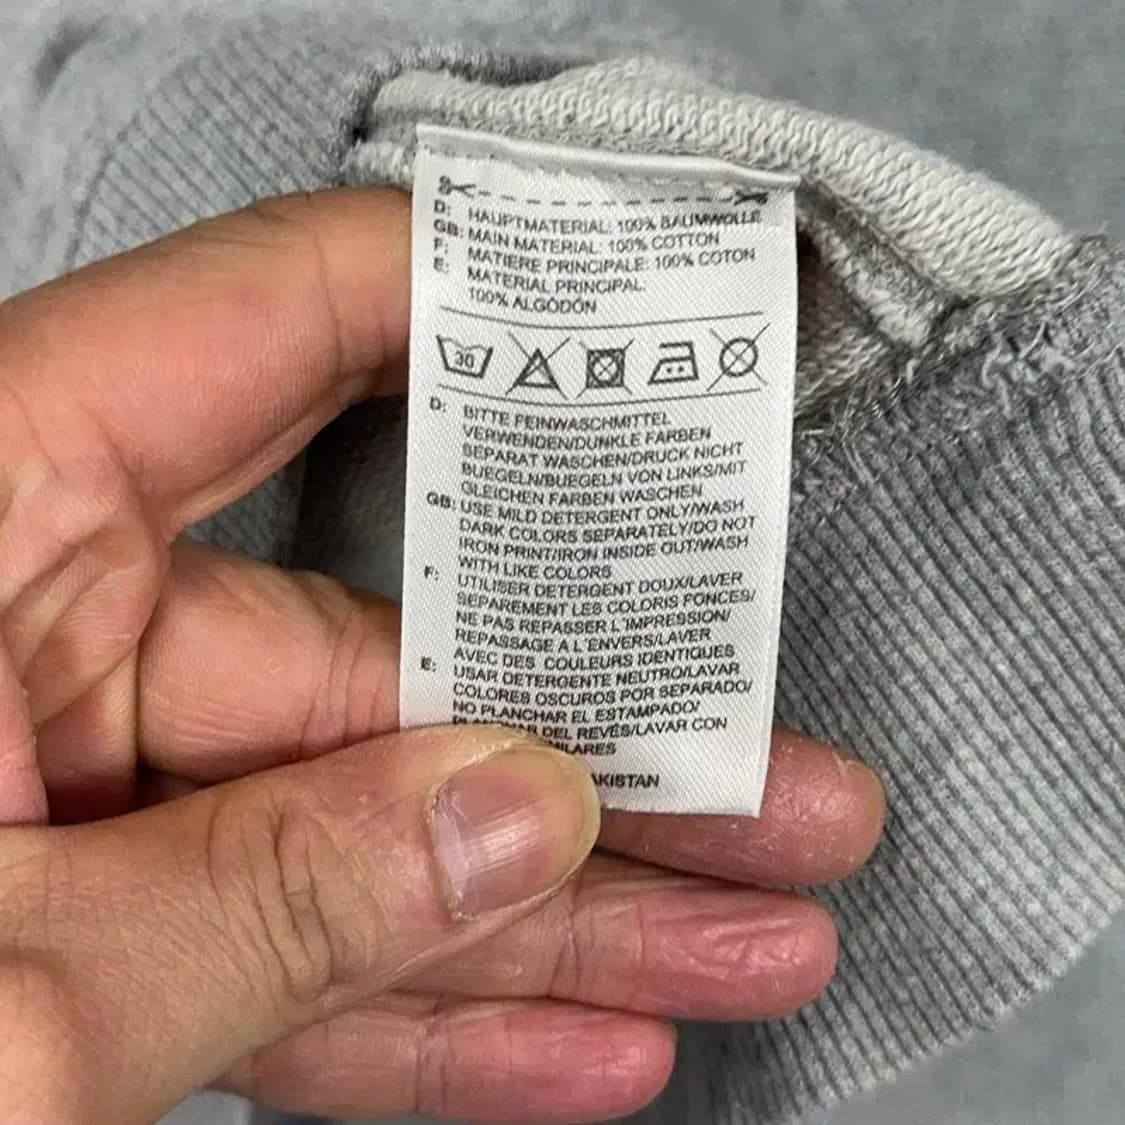 D: HAUPTMATERIAL: 100% BAUMWOLLE
GB: MAIN MATERIAL: 100% COTTON
F: MATIERE PRINCIPALE: 100% COTON
E: MATERIAL PRINCIPAL:
100% ALGODÓN
30
D: BITTE FEINWASCHMITTEL
VERWENDEN/DUNKLE FARBEN
SEPARAT WASCHEN/DRUCK NICHT
BUEGELN/BUEGELN VON LINKS/MIT
GLEICHEN FARBEN WASCHEN
GB: USE MILD DETERGENT ONLY/WASH
DARK COLORS SEPARATELY/DO NOT
IRON PRINT/IRON INSIDE OUT/WASH
WITH LIKE COLORS
F: UTILISER DETERGENT DOUX/LAVER
SEPAREMENT LES COLORIS FONCES/
NE PAS REPASSER L'IMPRESSION/
REPASSAGE A L'ENVERS/LAVER
AVEC DES COULEURS IDENTIQUES
E: USAR DETERGENTE NEUTRO/LAVAR
COLORES OSCUROS POR SEPARADO/
NO PLANCHAR EL ESTAMPADO/
DEL REVES/LAVAR CON